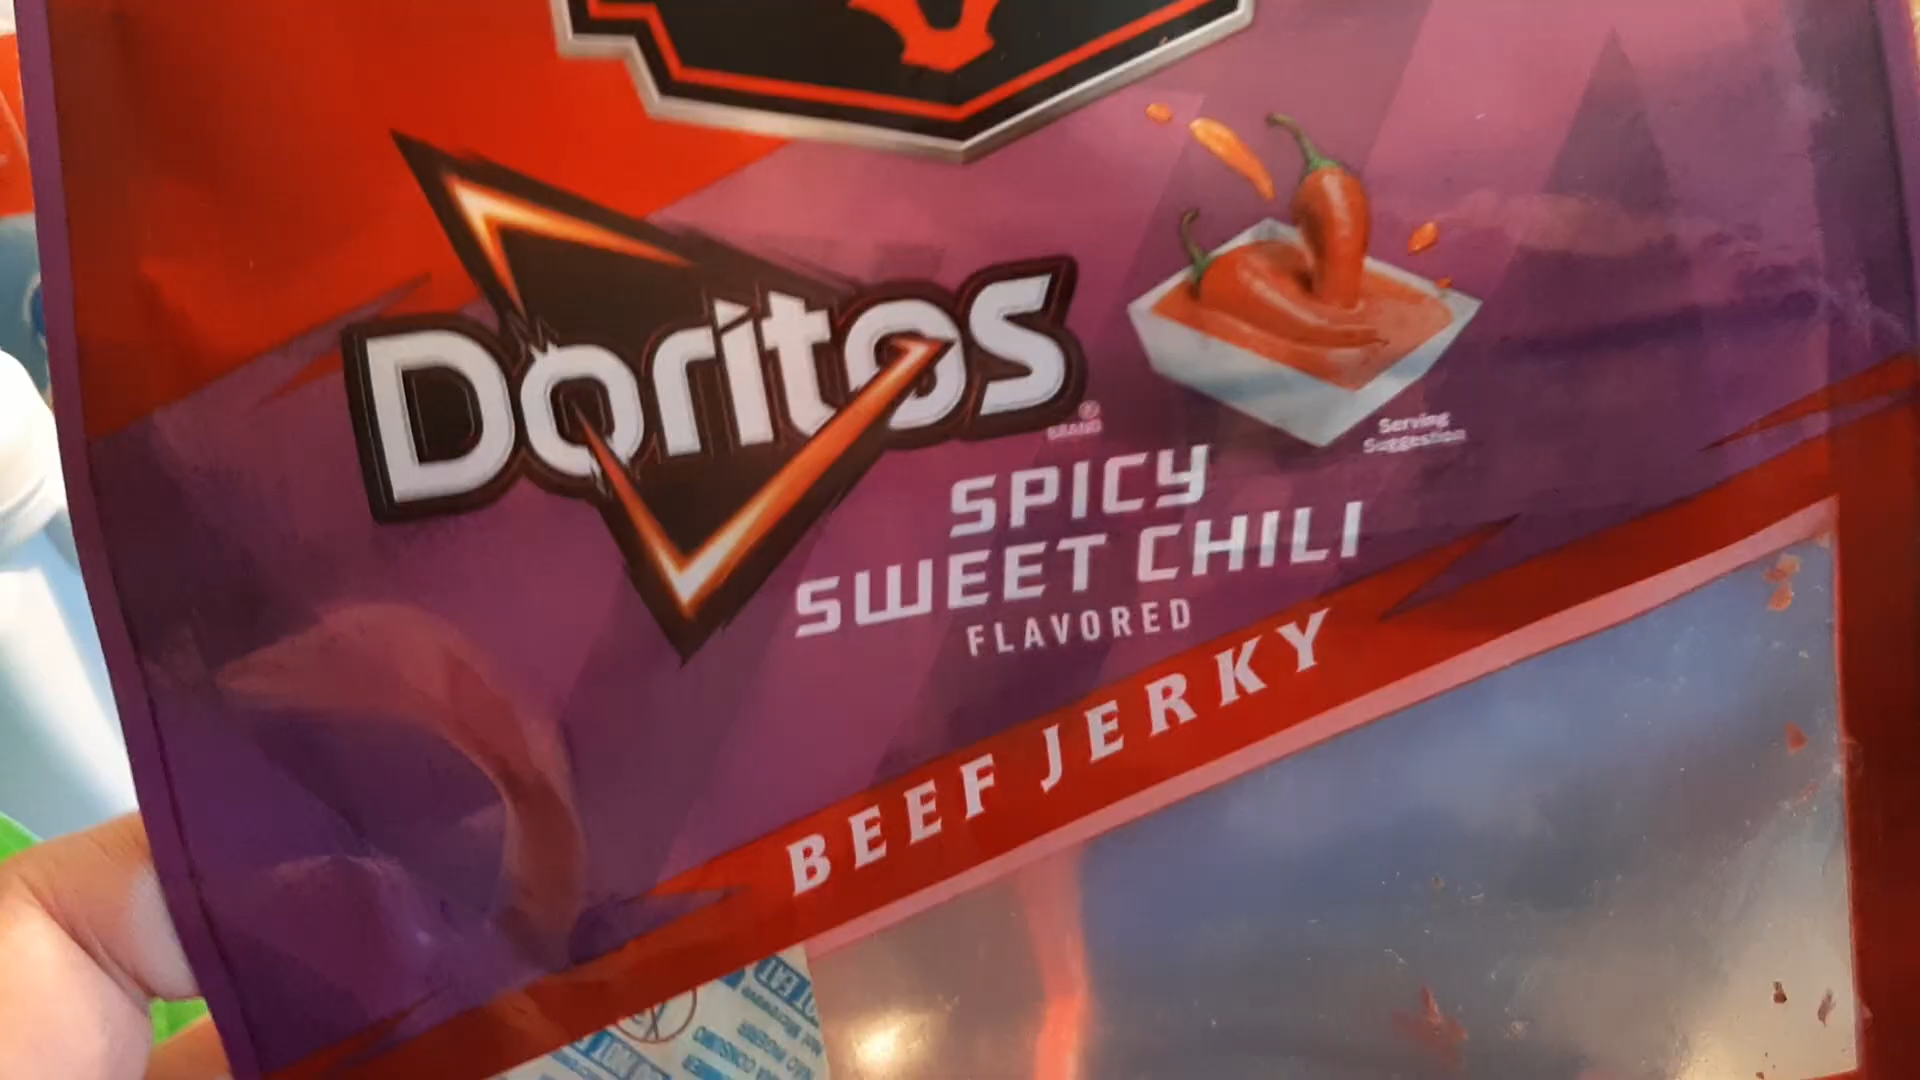 Doritos
® BRAND
Serving
Suggestion
SPICY
SWEET CHILI
FLAVORED
BEEF JERKY